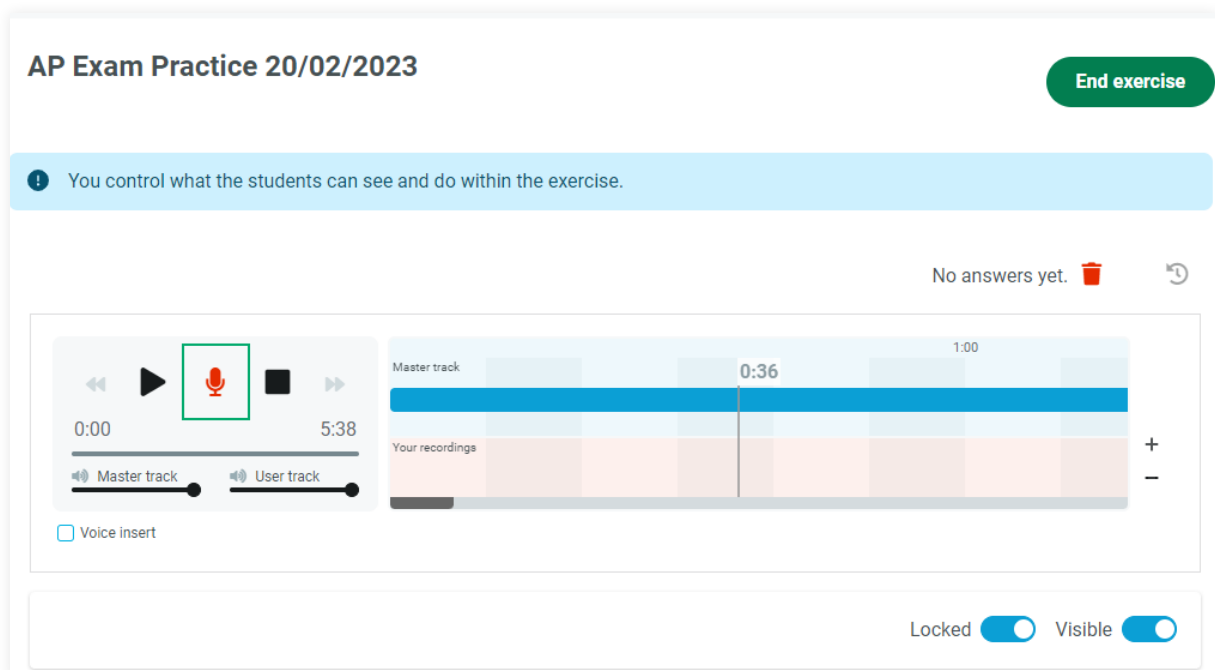 AP Exam Practice 20/02/2023
End exercise
You control what the students can see and do within the exercise.
No answers yet.
1:00
Master track
0:36
0:00
5:38
Your recordings
Master track
User track
Voice insert
Locked
Visible